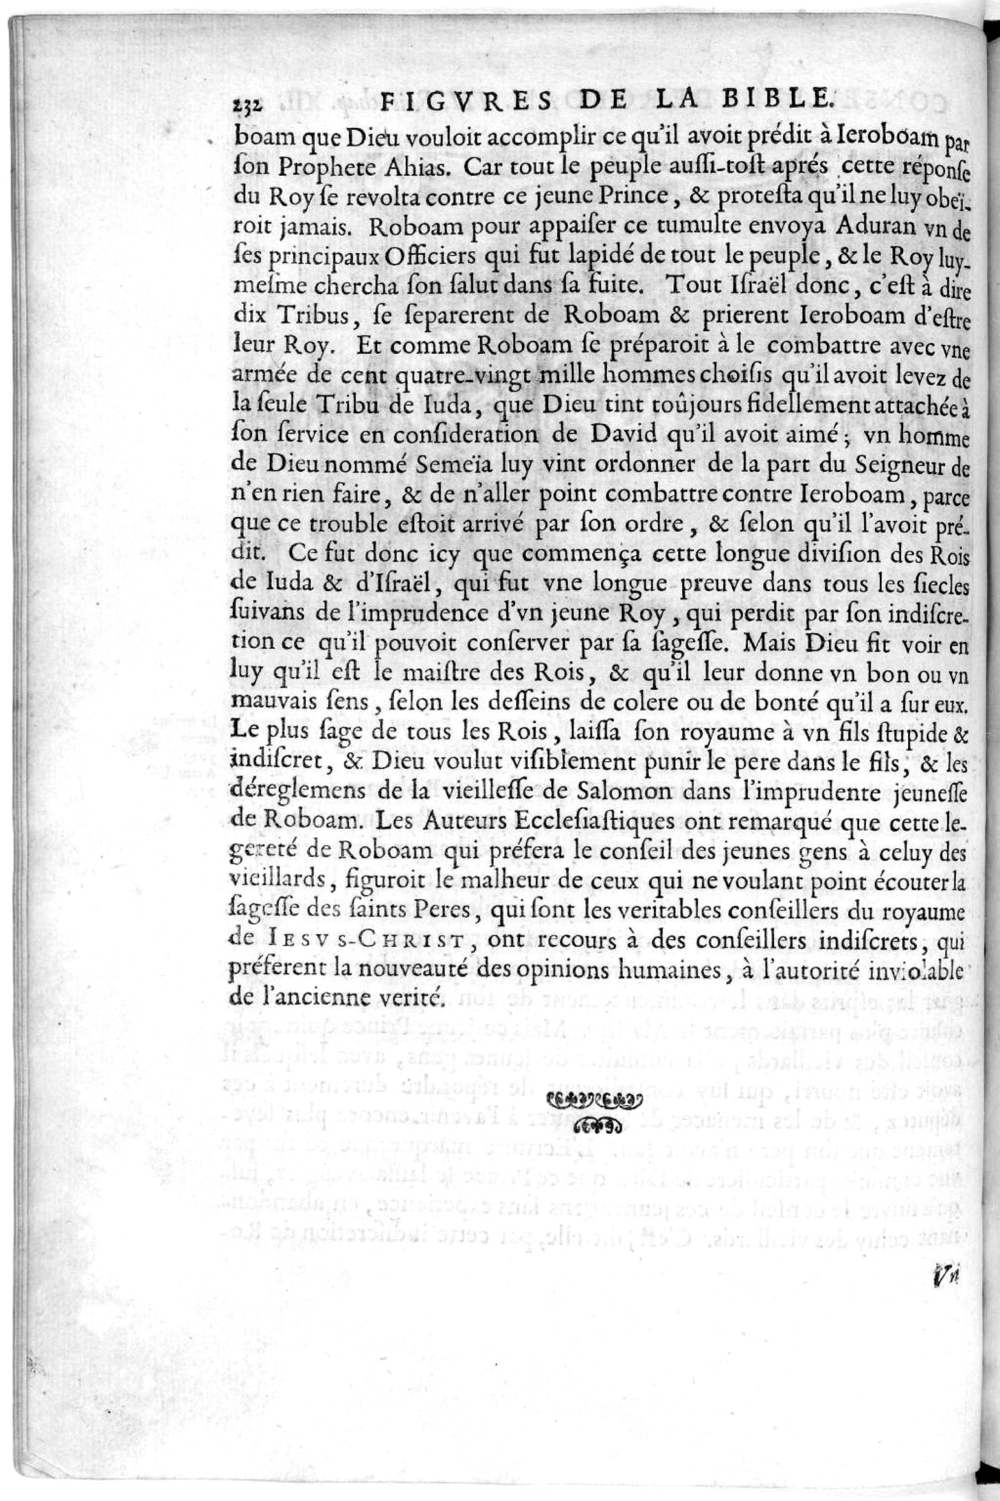 232 FIGVRES DE LA BIBLE.
boam que Dieu vouloit accomplir ce qu'il avoit prédit à Ieroboam par
ſon Prophete Ahias. Car tout le peuple auſſi-toſt aprés cette réponſe
du Roy ſe revolta contre ce jeune Prince, & proteſta qu'il ne luy obeï-
roit jamais. Roboam pour appaiſer ce tumulte envoya Aduran vn de
ſes principaux Officiers qui fut lapidé de tout le peuple, & le Roy luy-
meſme chercha ſon ſalut dans ſa fuite. Tout Iſraël donc, c'eſt à dire
dix Tribus, ſe ſeparerent de Roboam & prierent Ieroboam d'eſtre
leur Roy. Et comme Roboam ſe préparoit à le combattre avec vne
armée de cent quatre-vingt mille hommes choiſis qu'il avoit levez de
la ſeule Tribu de Iuda, que Dieu tint toûjours fidellement attachée à
ſon ſervice en conſideration de David qu'il avoit aimé; vn homme
de Dieu nommé Semeïa luy vint ordonner de la part du Seigneur de
n'en rien faire, & de n'aller point combattre contre Ieroboam, parce
que ce trouble eſtoit arrivé par ſon ordre, & ſelon qu'il l'avoit pré-
dit. Ce fut donc icy que commença cette longue diviſion des Rois
de Iuda & d'Iſraël, qui fut vne longue preuve dans tous les ſiecles
ſuivans de l'imprudence d'vn jeune Roy, qui perdit par ſon indiſcre-
tion ce qu'il pouvoit conſerver par ſa ſageſſe. Mais Dieu fit voir en
luy qu'il eſt le maiſtre des Rois, & qu'il leur donne vn bon ou vn
mauvais ſens, ſelon les deſſeins de colere ou de bonté qu'il a ſur eux.
Le plus ſage de tous les Rois, laiſſa ſon royaume à vn fils ſtupide &
indiſcret, & Dieu voulut viſiblement punir le pere dans le fils, & les
déreglemens de la vieilleſſe de Salomon dans l'imprudente jeuneſſe
de Roboam. Les Auteurs Eccleſiaſtiques ont remarqué que cette le-
gereté de Roboam qui préfera le conſeil des jeunes gens à celuy des
vieillards, figuroit le malheur de ceux qui ne voulant point écouter la
ſageſſe des ſaints Peres, qui ſont les veritables conſeillers du royaume
de IESVS-CHRIST, ont recours à des conſeillers indiſcrets, qui
préferent la nouveauté des opinions humaines, à l'autorité inviolable
de l'ancienne verité.
Vn